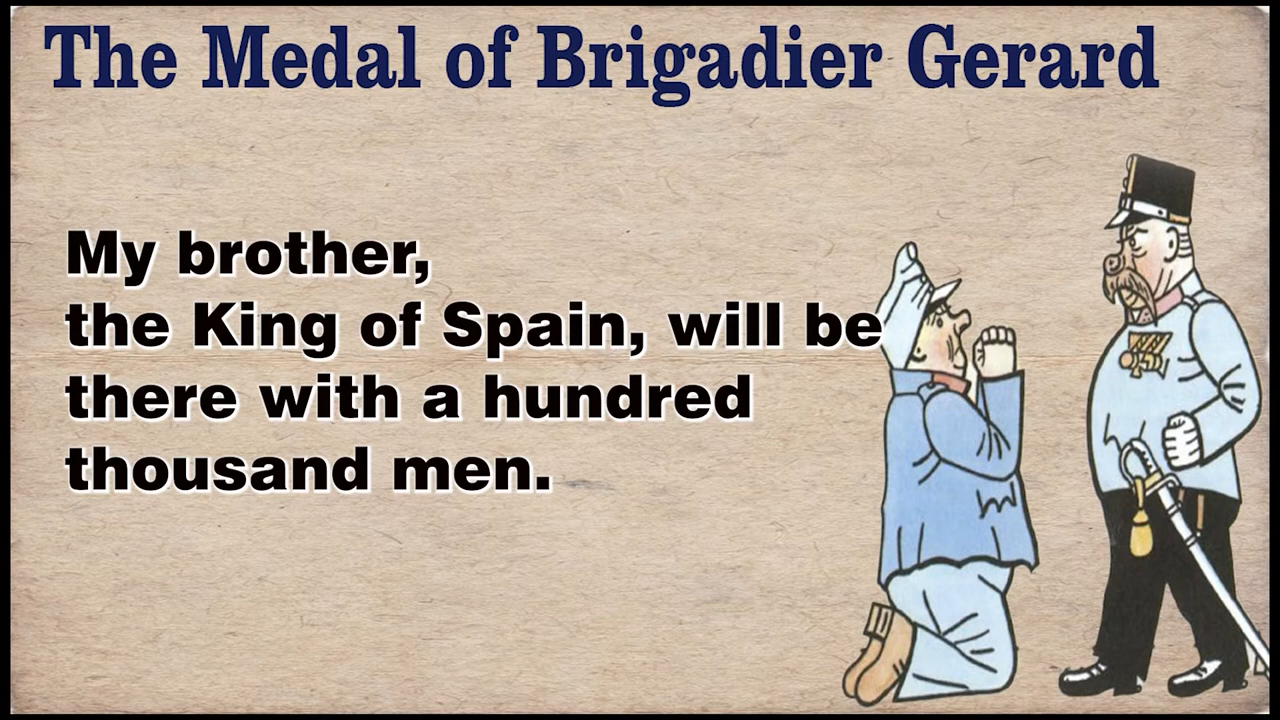 The Medal of Brigadier Gerard
My brother,
the King of Spain, will be
there with a hundred
thousand men.